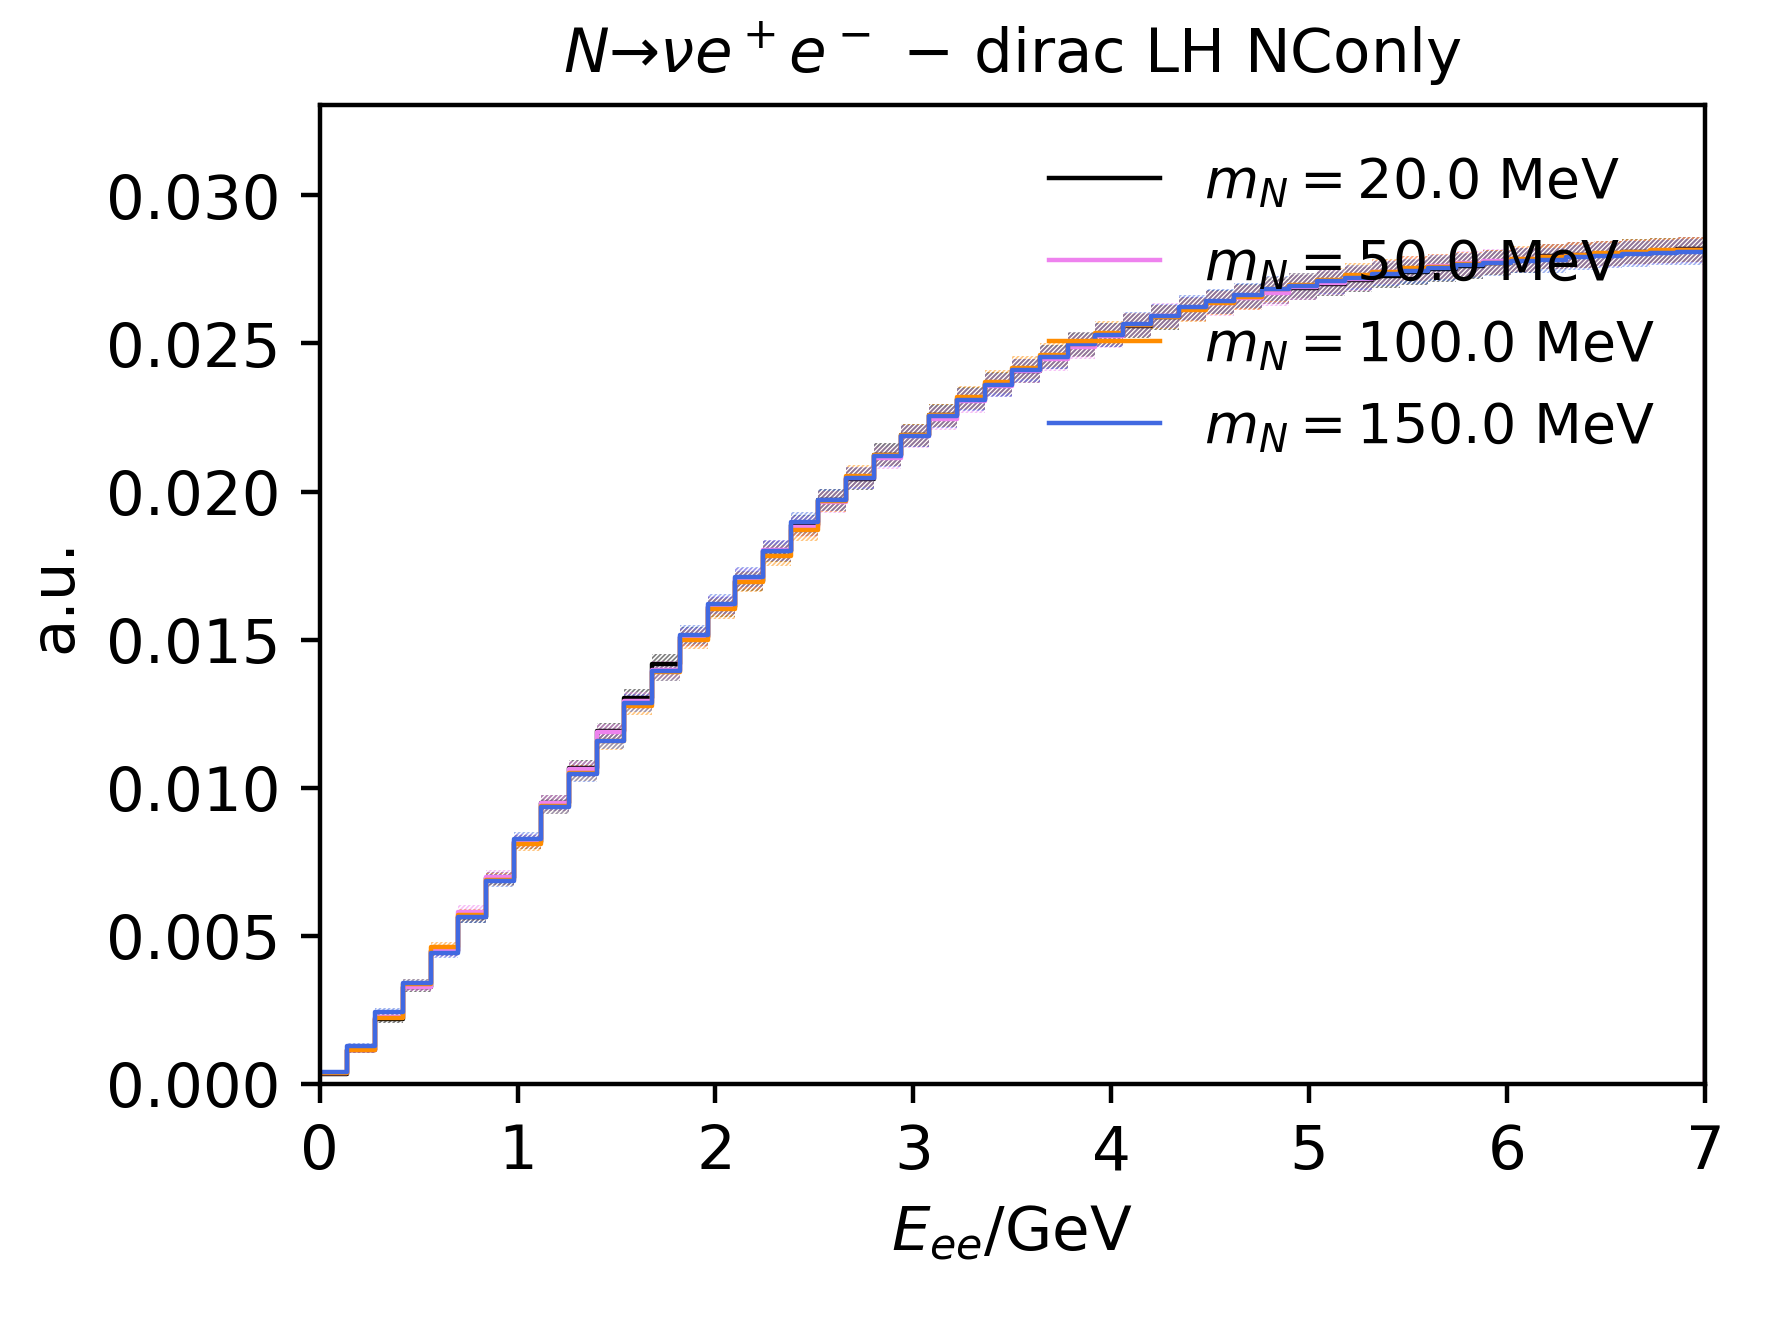 N→νe⁺e⁻ − dirac LH NConly
m_N = 20.0 MeV
m_N = 50.0 MeV
m_N = 100.0 MeV
m_N = 150.0 MeV
0.030
0.025
0.020
0.015
0.010
0.005
0.000
a.u.
0 1 2 3 4 5 6 7
E_ee/GeV